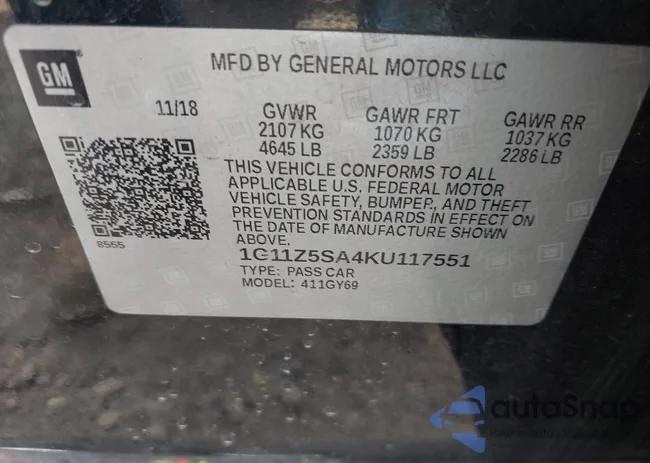 GM
MFD BY GENERAL MOTORS LLC
11/18 GVWR GAWR FRT GAWR RR
2107 KG 1070 KG 1037 KG
4645 LB 2359 LB 2286 LB
THIS VEHICLE CONFORMS TO ALL
APPLICABLE U.S. FEDERAL MOTOR
VEHICLE SAFETY, BUMPER, AND THEFT
PREVENTION STANDARDS IN EFFECT ON
THE DATE OF MANUFACTURE SHOWN
ABOVE.
8555
1G11Z5SA4KU117551
TYPE: PASS CAR
MODEL: 411GY69
autoSnap